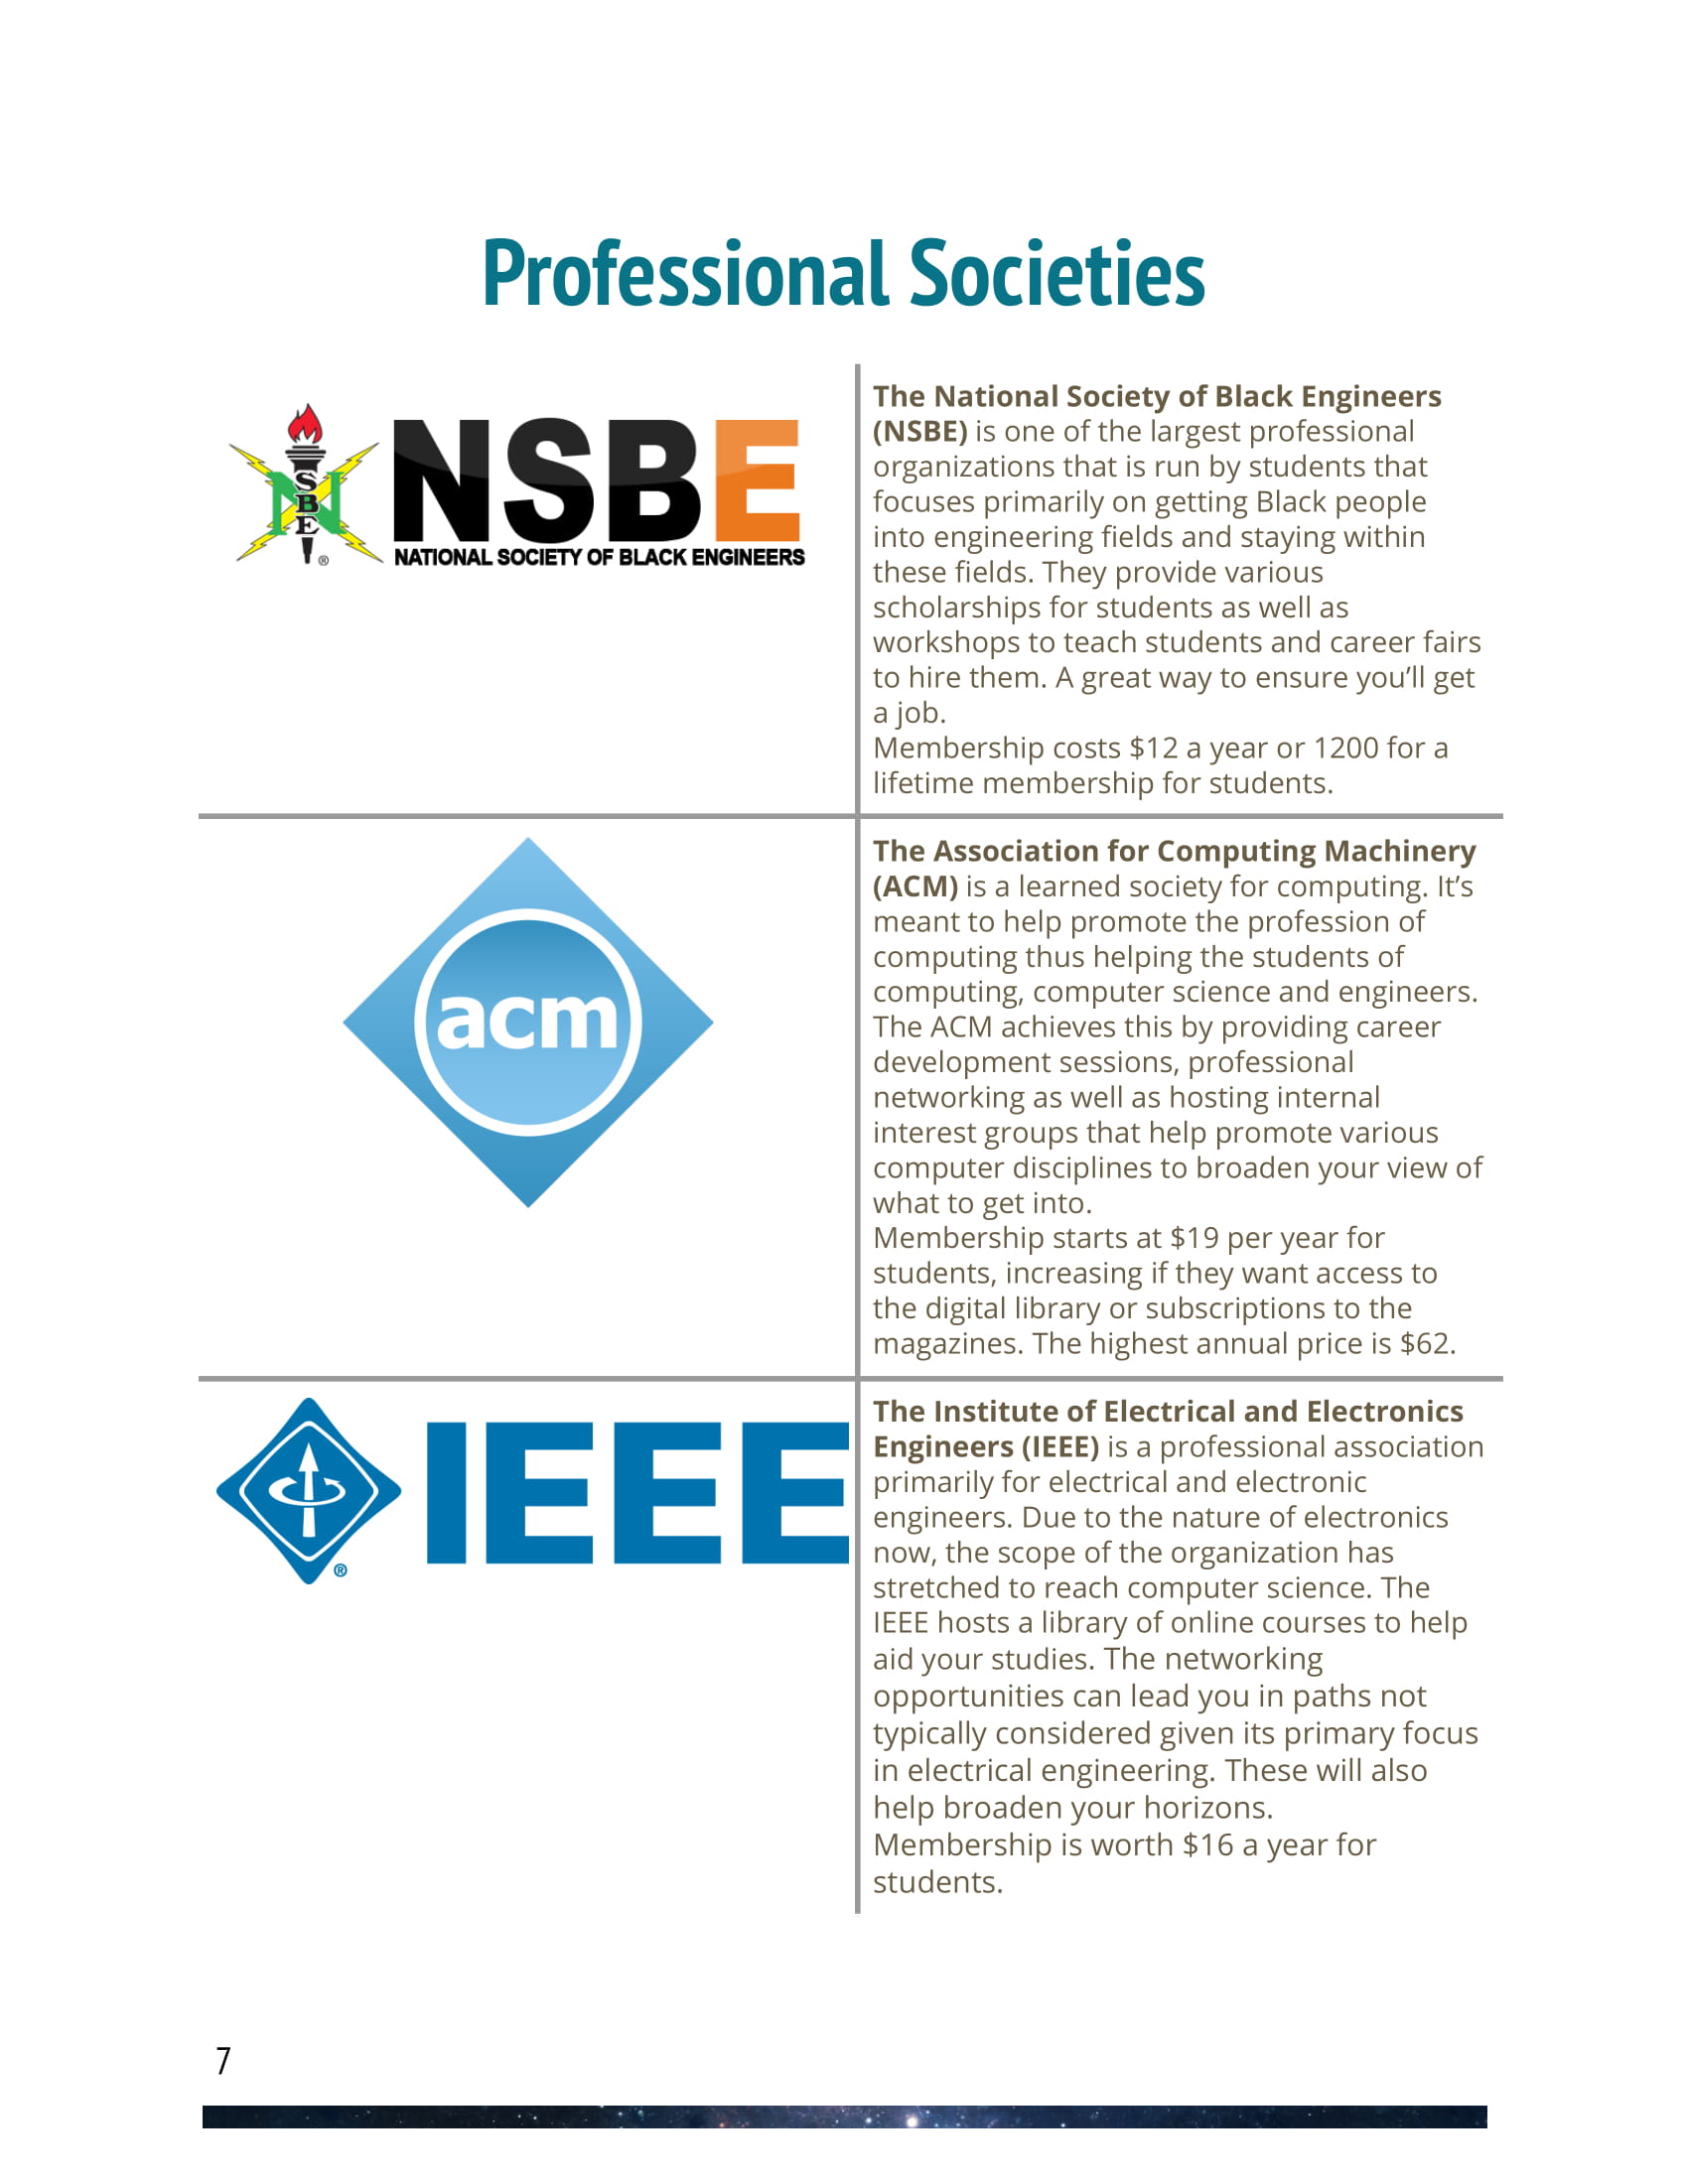 Professional Societies
NSBE
NSBE
®
NATIONAL SOCIETY OF BLACK ENGINEERS
The National Society of Black Engineers
(NSBE) is one of the largest professional
organizations that is run by students that
focuses primarily on getting Black people
into engineering fields and staying within
these fields. They provide various
scholarships for students as well as
workshops to teach students and career fairs
to hire them. A great way to ensure you’ll get
a job.
Membership costs $12 a year or 1200 for a
lifetime membership for students.
acm
The Association for Computing Machinery
(ACM) is a learned society for computing. It’s
meant to help promote the profession of
computing thus helping the students of
computing, computer science and engineers.
The ACM achieves this by providing career
development sessions, professional
networking as well as hosting internal
interest groups that help promote various
computer disciplines to broaden your view of
what to get into.
Membership starts at $19 per year for
students, increasing if they want access to
the digital library or subscriptions to the
magazines. The highest annual price is $62.
IEEE
®
The Institute of Electrical and Electronics
Engineers (IEEE) is a professional association
primarily for electrical and electronic
engineers. Due to the nature of electronics
now, the scope of the organization has
stretched to reach computer science. The
IEEE hosts a library of online courses to help
aid your studies. The networking
opportunities can lead you in paths not
typically considered given its primary focus
in electrical engineering. These will also
help broaden your horizons.
Membership is worth $16 a year for
students.
7